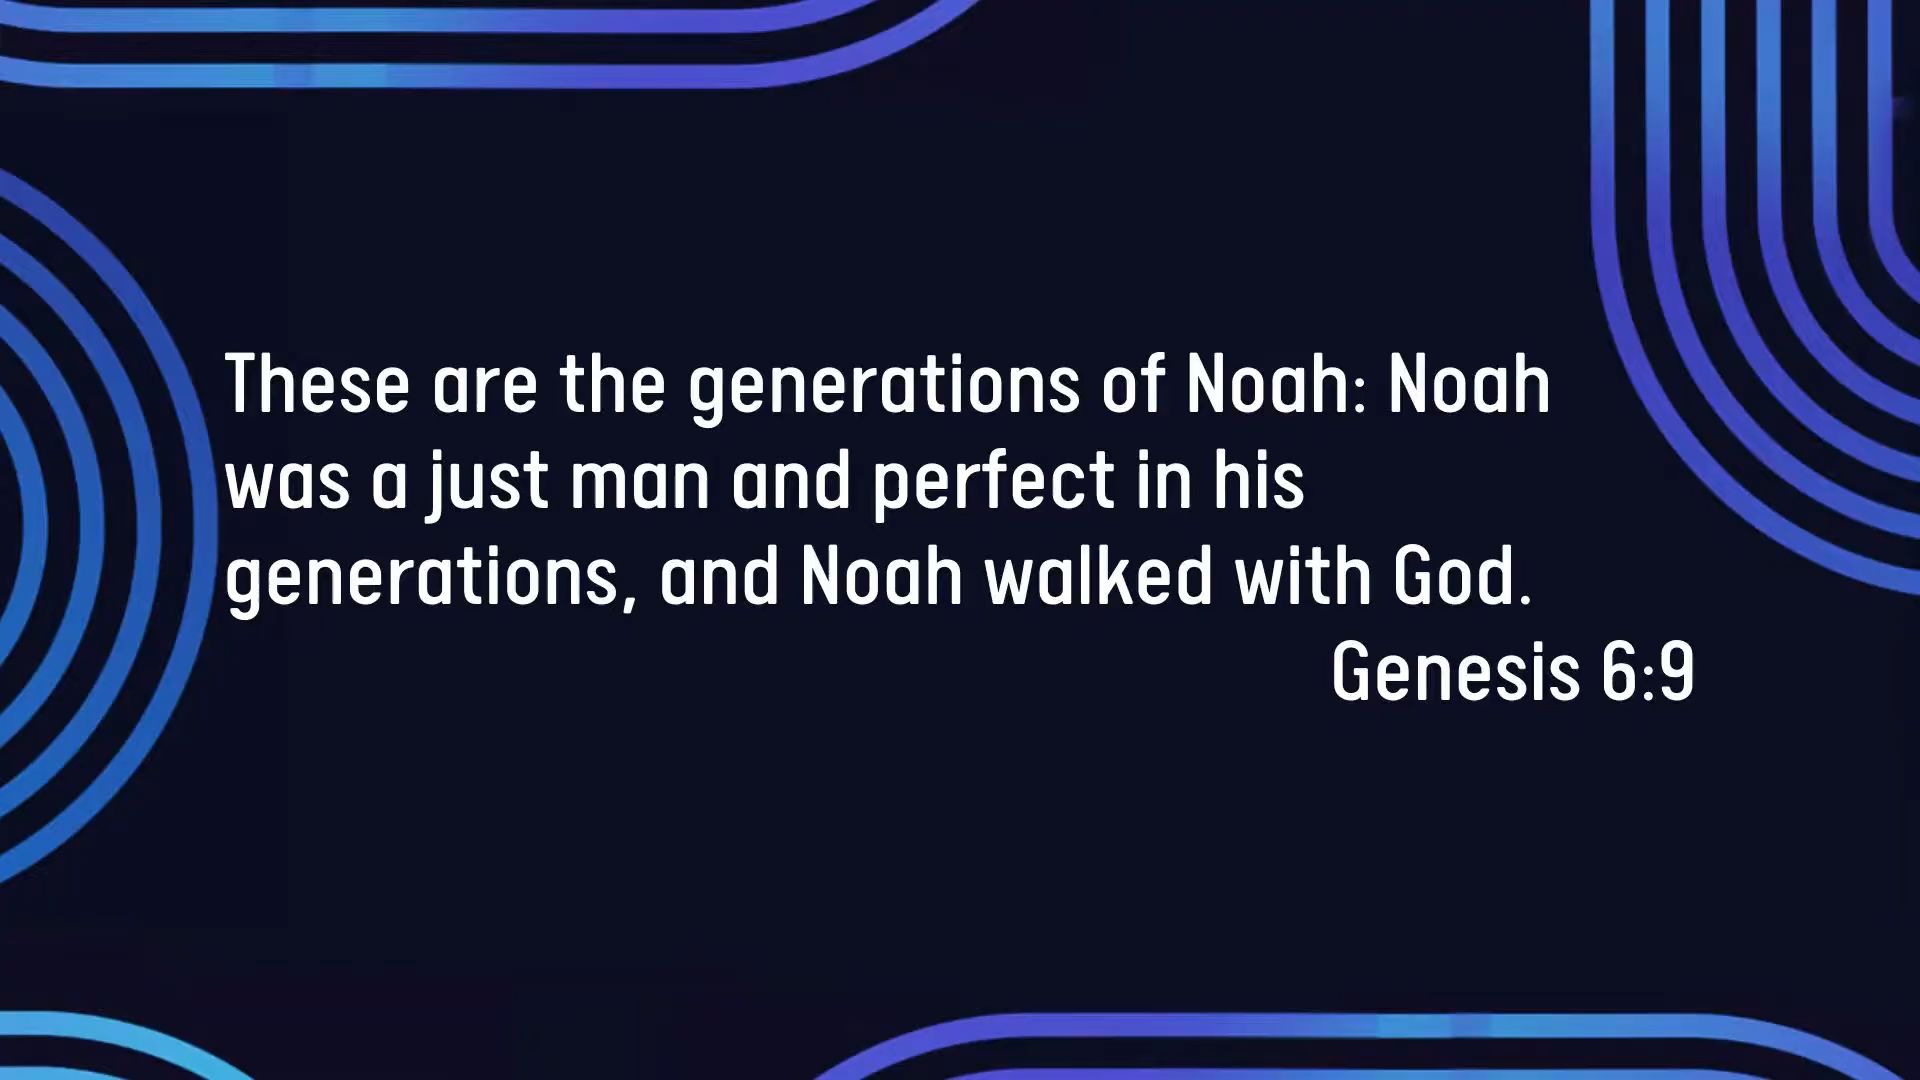 These are the generations of Noah: Noah
was a just man and perfect in his
generations, and Noah walked with God.
Genesis 6:9